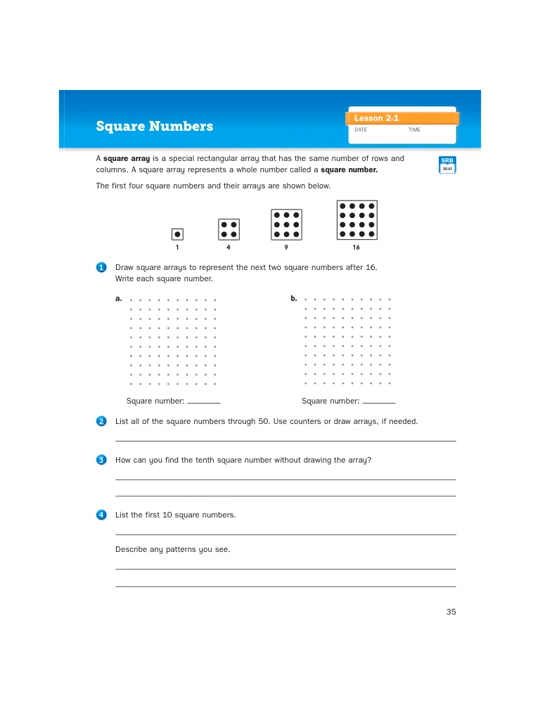 Square Numbers
Lesson 2-1
DATE TIME
A square array is a special rectangular array that has the same number of rows and
columns. A square array represents a whole number called a square number.
SRB
The first four square numbers and their arrays are shown below.
1 4 9 16
1 Draw square arrays to represent the next two square numbers after 16.
Write each square number.
a. b.
Square number: Square number:
2 List all of the square numbers through 50. Use counters or draw arrays, if needed.
3 How can you find the tenth square number without drawing the array?
4 List the first 10 square numbers.
Describe any patterns you see.
35